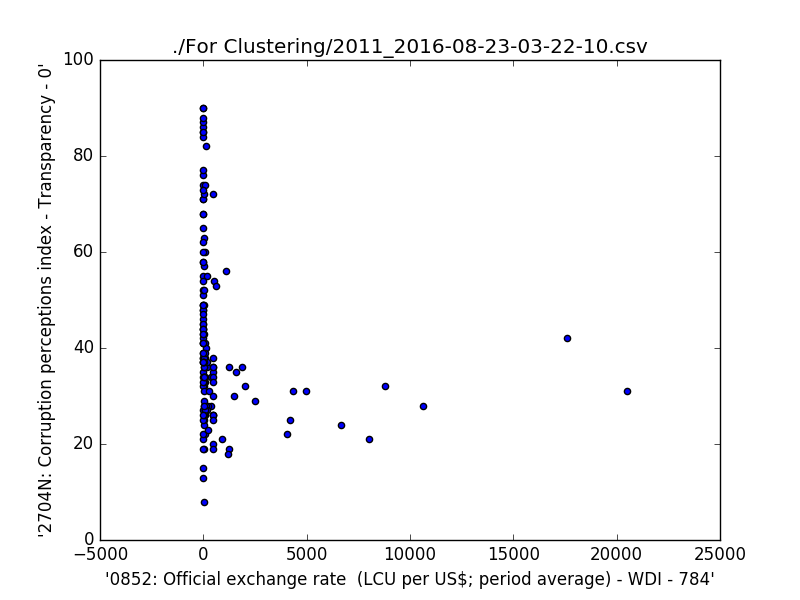 ./For Clustering/2011_2016-08-23-03-22-10.csv
'2704N: Corruption perceptions index - Transparency - 0'
100
80
60
40
20
0
−5000 0 5000 10000 15000 20000 25000
'0852: Official exchange rate  (LCU per US$; period average) - WDI - 784'